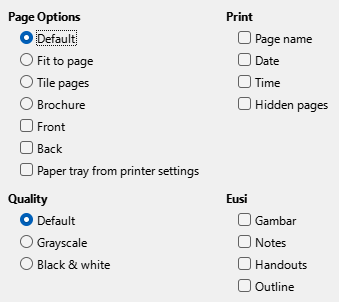 Page Options
Default
Fit to page
Tile pages
Brochure
Front
Back
Paper tray from printer settings
Print
Page name
Date
Time
Hidden pages
Quality
Default
Grayscale
Black & white
Eusi
Gambar
Notes
Handouts
Outline